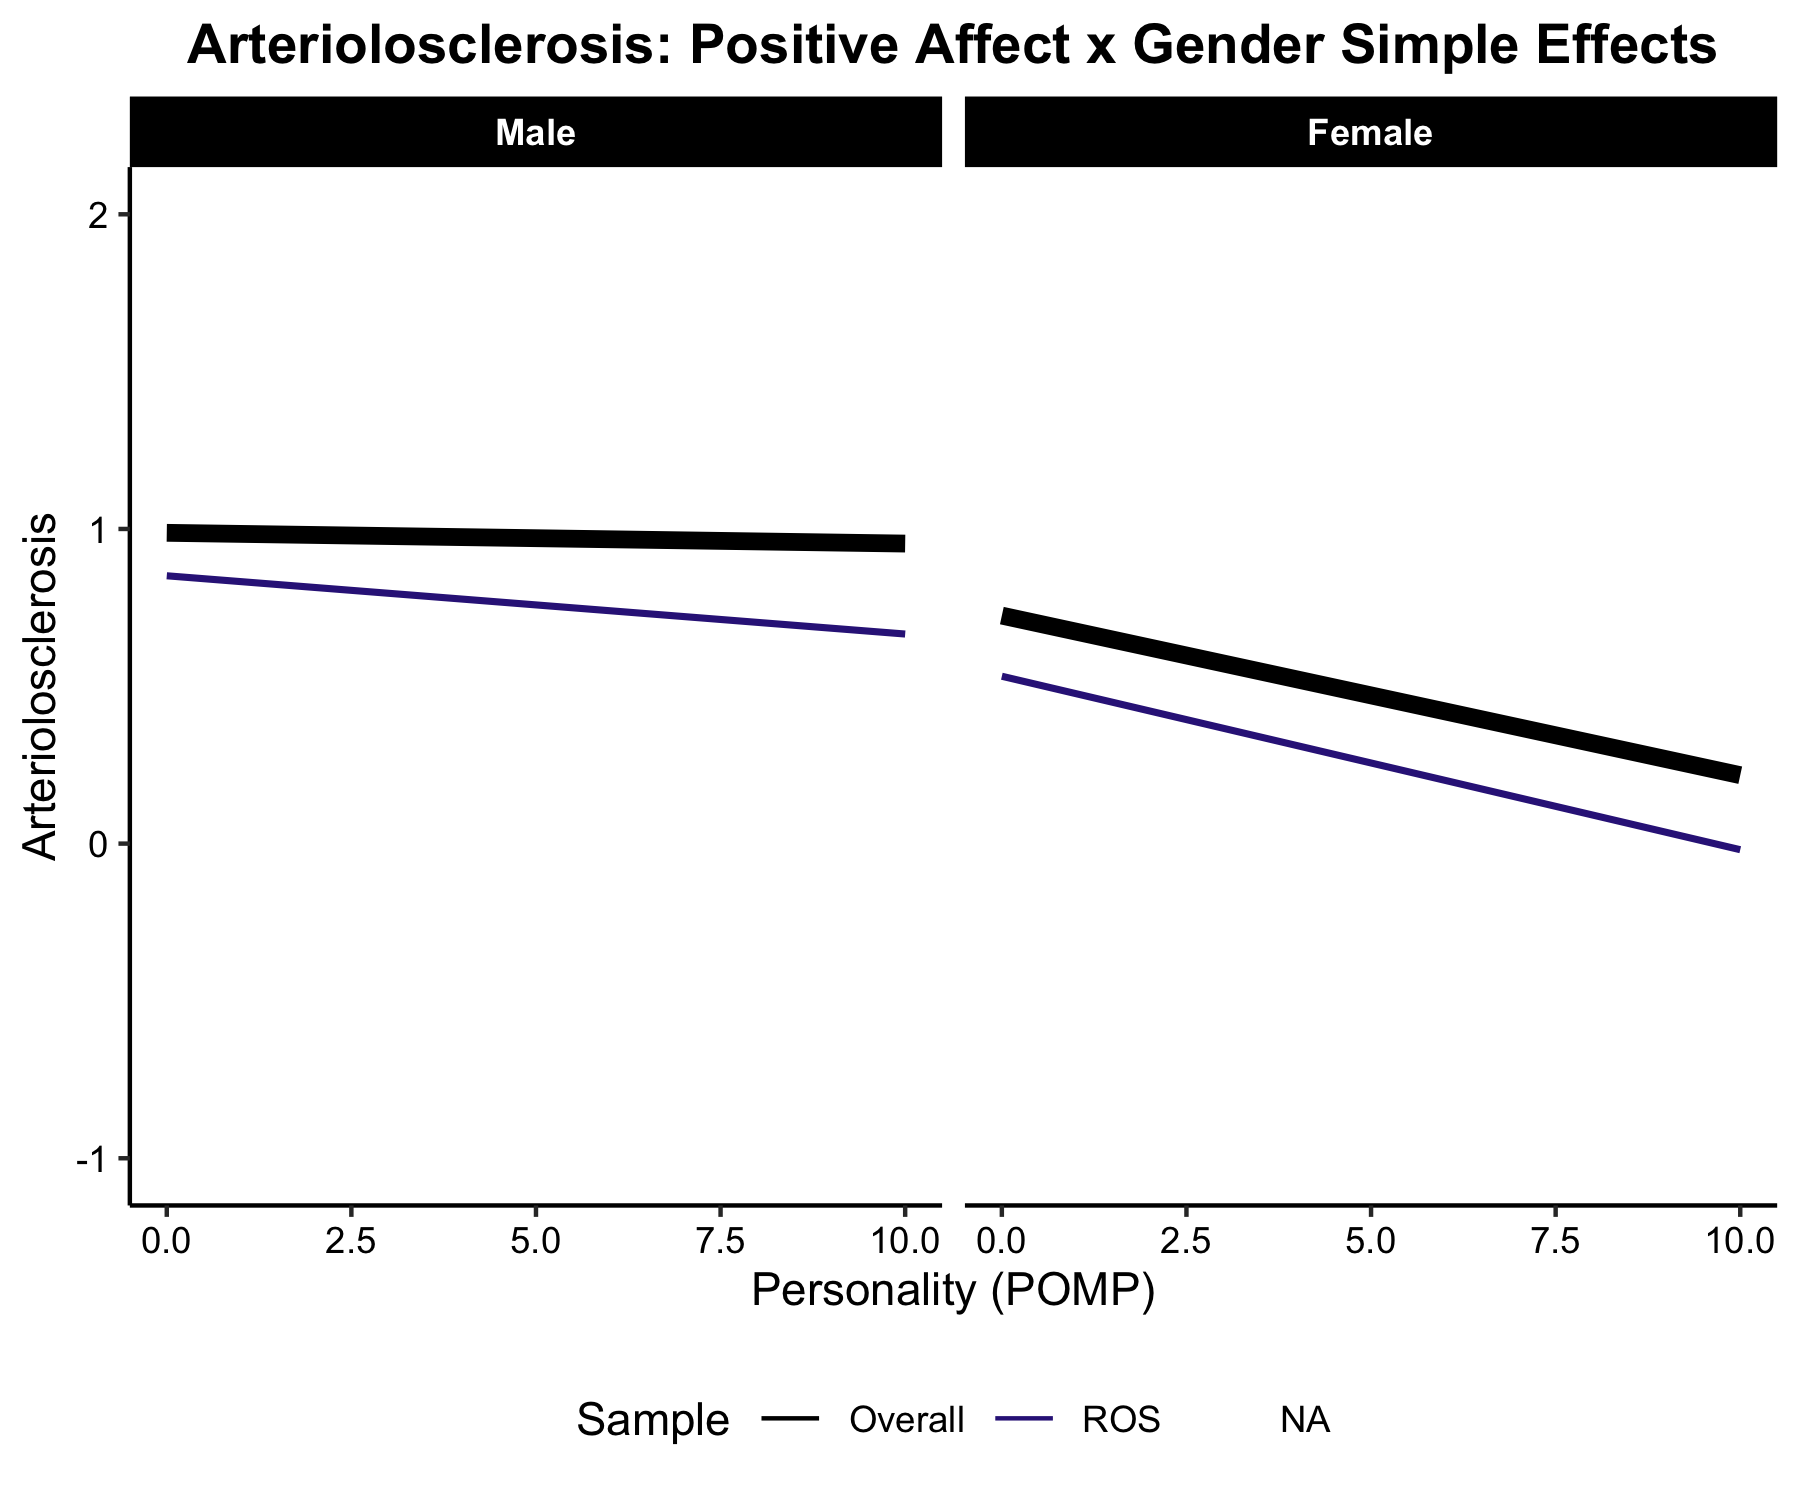 Arteriolosclerosis: Positive Affect x Gender Simple Effects
Male
Female
Arteriolosclerosis
2
1
0
-1
0.0 2.5 5.0 7.5 10.0
0.0 2.5 5.0 7.5 10.0
Personality (POMP)
Sample Overall ROS NA